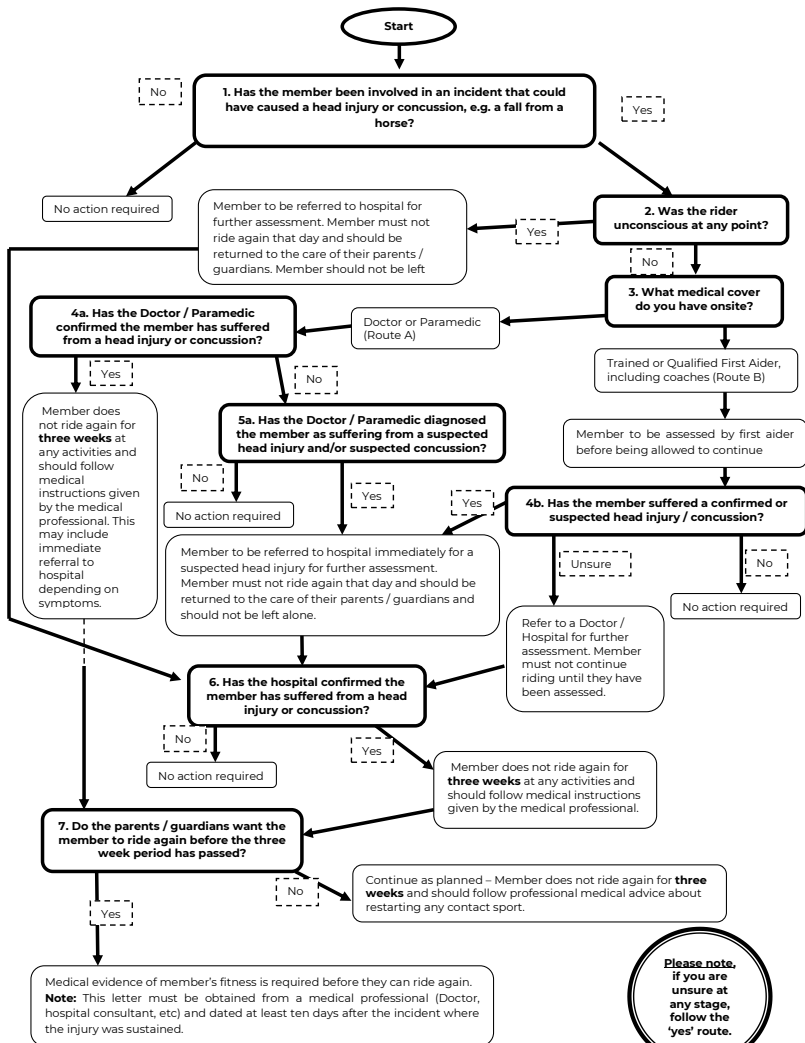 Start
No
1. Has the member been involved in an incident that could
have caused a head injury or concussion, e.g. a fall from a
horse?
Yes
No action required
Member to be referred to hospital for
further assessment. Member must not
ride again that day and should be
returned to the care of their parents /
guardians. Member should not be left
Yes
2. Was the rider
unconscious at any point?
No
3. What medical cover
do you have onsite?
4a. Has the Doctor / Paramedic
confirmed the member has suffered
from a head injury or concussion?
Doctor or Paramedic
(Route A)
Trained or Qualified First Aider,
including coaches (Route B)
Yes
No
Member does
not ride again for
three weeks at
any activities and
should follow
medical
instructions given
by the medical
professional. This
may include
immediate
referral to
hospital
depending on
symptoms.
5a. Has the Doctor / Paramedic diagnosed
the member as suffering from a suspected
head injury and/or suspected concussion?
Member to be assessed by first aider
before being allowed to continue
No
Yes
Yes
4b. Has the member suffered a confirmed or
suspected head injury / concussion?
No action required
Member to be referred to hospital immediately for a
suspected head injury for further assessment.
Member must not ride again that day and should be
returned to the care of their parents / guardians and
should not be left alone.
Unsure
No
No action required
Refer to a Doctor /
Hospital for further
assessment. Member
must not continue
riding until they have
been assessed.
6. Has the hospital confirmed the
member has suffered from a head
injury or concussion?
No
Yes
No action required
Member does not ride again for
three weeks at any activities and
should follow medical instructions
given by the medical professional.
7. Do the parents / guardians want the
member to ride again before the three
week period has passed?
No
Continue as planned – Member does not ride again for three
weeks and should follow professional medical advice about
restarting any contact sport.
Yes
Medical evidence of member's fitness is required before they can ride again.
Note: This letter must be obtained from a medical professional (Doctor,
hospital consultant, etc) and dated at least ten days after the incident where
the injury was sustained.
Please note,
if you are
unsure at
any stage,
follow the
'yes' route.